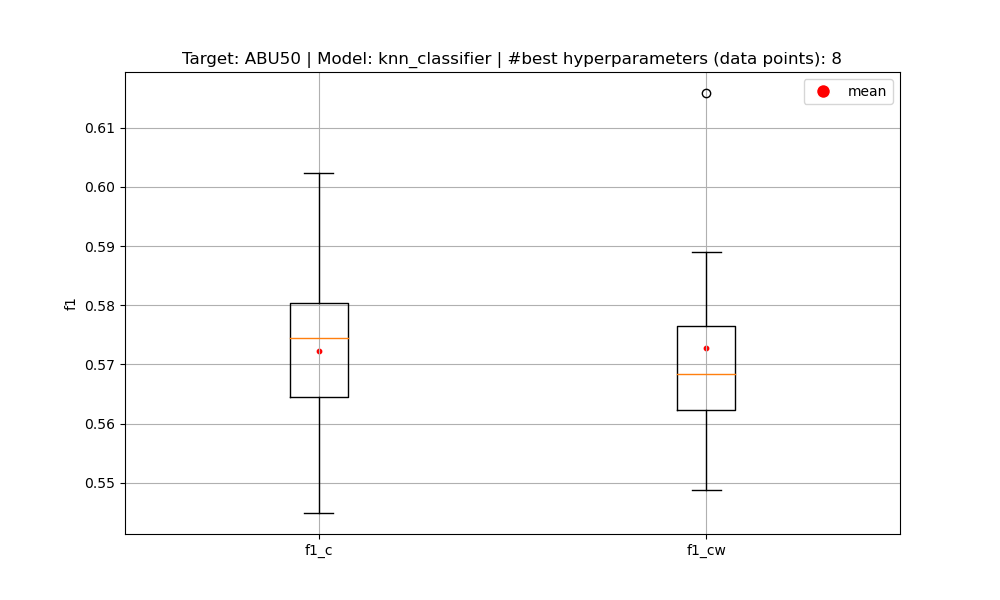 Target: ABU50 | Model: knn_classifier | #best hyperparameters (data points): 8
mean
0.61
0.60
0.59
0.58
0.57
0.56
0.55
f1
f1_c
f1_cw